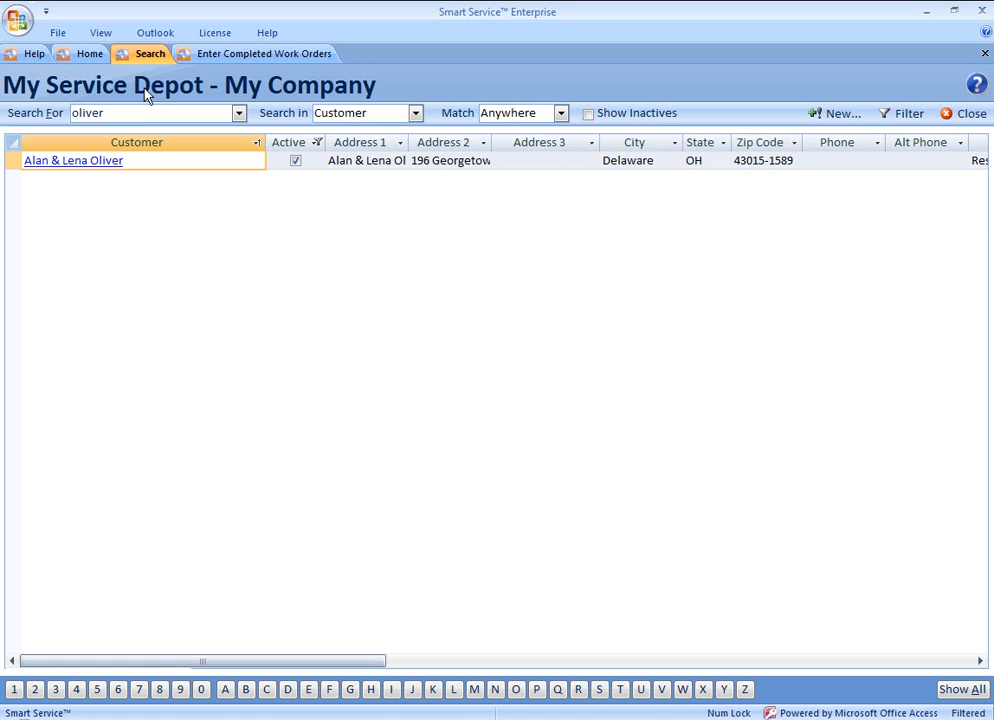 Smart Service™ Enterprise
File View Outlook License Help
Help Home Search Enter Completed Work Orders
My Service Depot - My Company
Search For oliver Search in Customer Match Anywhere Show Inactives New... Filter Close
Customer Active Address 1 Address 2 Address 3 City State Zip Code Phone Alt Phone
Alan & Lena Oliver Alan & Lena Ol 196 Georgetow Delaware OH 43015-1589 Res
1 2 3 4 5 6 7 8 9 0 A B C D E F G H I J K L M N O P Q R S T U V W X Y Z Show All
Smart Service™ Num Lock Powered by Microsoft Office Access Filtered